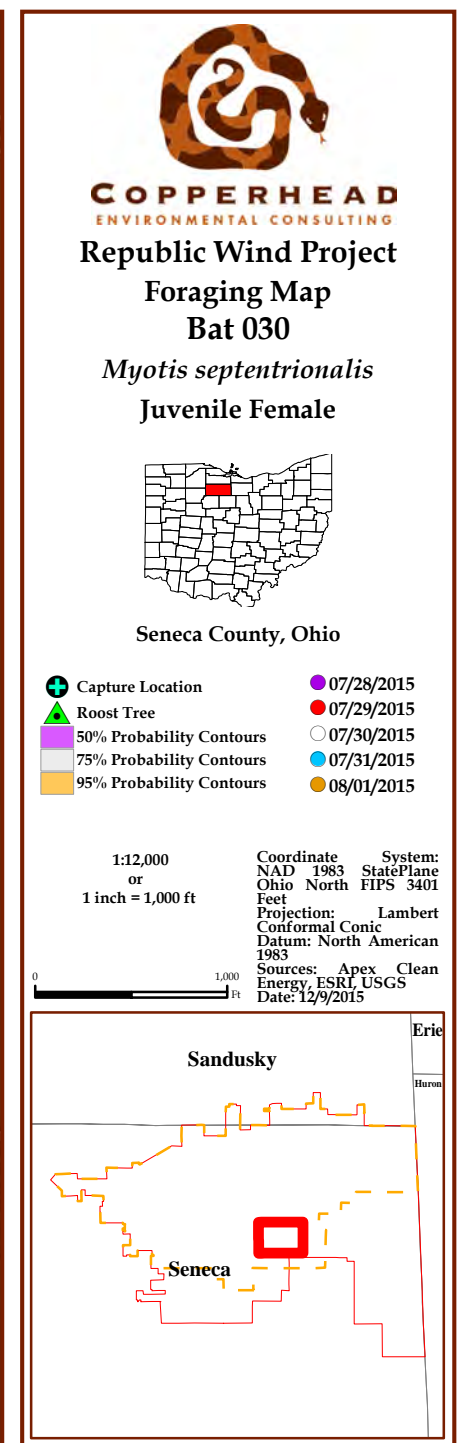 COPPERHEAD
ENVIRONMENTAL CONSULTING
Republic Wind Project
Foraging Map
Bat 030
Myotis septentrionalis
Juvenile Female
Seneca County, Ohio
Capture Location
Roost Tree
50% Probability Contours
75% Probability Contours
95% Probability Contours
07/28/2015
07/29/2015
07/30/2015
07/31/2015
08/01/2015
1:12,000
or
1 inch = 1,000 ft
0 1,000
Ft
Coordinate System:
NAD 1983 StatePlane
Ohio North FIPS 3401
Feet
Projection: Lambert
Conformal Conic
Datum: North American
1983
Sources: Apex Clean
Energy, ESRI, USGS
Date: 12/9/2015
Erie
Sandusky
Huron
Seneca